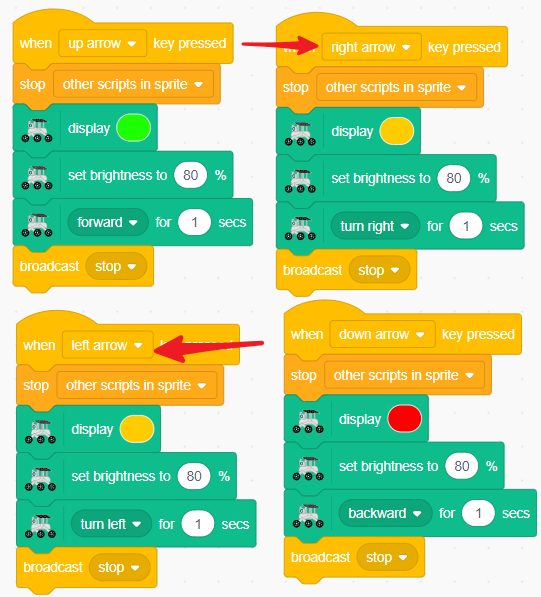 when up arrow key pressed
stop other scripts in sprite
display
set brightness to 80 %
forward for 1 secs
broadcast stop
right arrow key pressed
stop other scripts in sprite
display
set brightness to 80 %
turn right for 1 secs
broadcast stop
when left arrow
stop other scripts in sprite
display
set brightness to 80 %
turn left for 1 secs
broadcast stop
when down arrow key pressed
stop other scripts in sprite
display
set brightness to 80 %
backward for 1 secs
broadcast stop